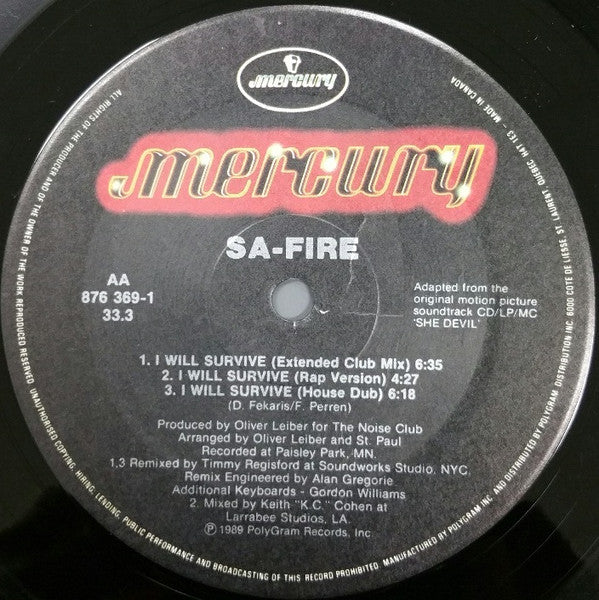 mercury
mercury
SA-FIRE
AA
876 369-1
33.3
Adapted from the
original motion picture
soundtrack CD/LP/MC
'SHE DEVIL'
1. I WILL SURVIVE (Extended Club Mix) 6:35
2. I WILL SURVIVE (Rap Version) 4:27
3. I WILL SURVIVE (House Dub) 6:18
(D. Fekaris/F. Perren)
Produced by Oliver Leiber for The Noise Club
Arranged by Oliver Leiber and St. Paul
Recorded at Paisley Park, MN.
1,3 Remixed by Timmy Regisford at Soundworks Studio, NYC.
Remix Engineered by Alan Gregorie
Additional Keyboards - Gordon Williams
2. Mixed by Keith "K.C." Cohen at
Larrabee Studios, LA.
Ⓟ 1989 PolyGram Records, Inc.
ALL RIGHTS OF THE PRODUCER AND OF THE OWNER OF THE WORK REPRODUCED RESERVED. UNAUTHORISED COPYING, HIRING, LENDING, PUBLIC PERFORMANCE AND BROADCASTING OF THIS RECORD PROHIBITED. MANUFACTURED BY POLYGRAM INC. AND DISTRIBUTED BY POLYGRAM DISTRIBUTION INC. 6000 COTE DE LIESSE, ST. LAURENT QUEBEC, H4T 1E3 - MADE IN CANADA